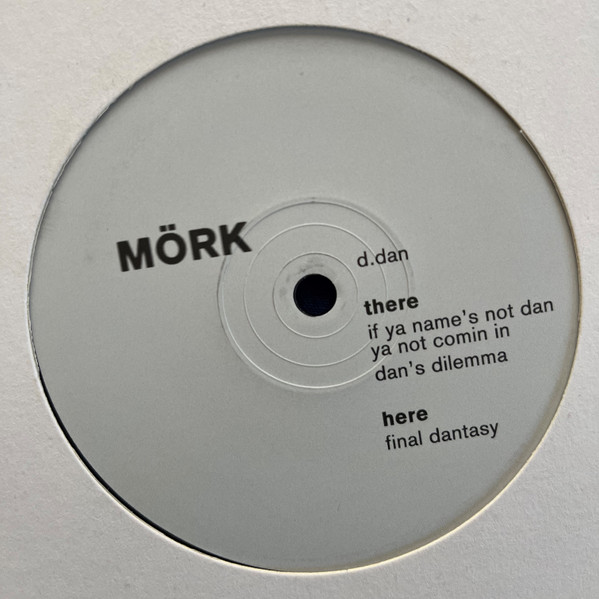 MÖRK
d.dan
there
if ya name's not dan
ya not comin in
dan's dilemma
here
final dantasy